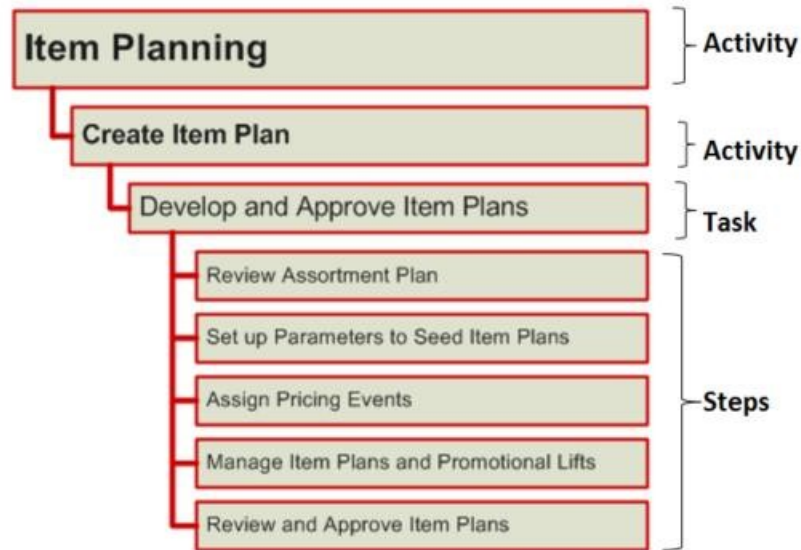 Item Planning
Activity
Create Item Plan
Activity
Develop and Approve Item Plans
Task
Review Assortment Plan
Set up Parameters to Seed Item Plans
Assign Pricing Events
Steps
Manage Item Plans and Promotional Lifts
Review and Approve Item Plans